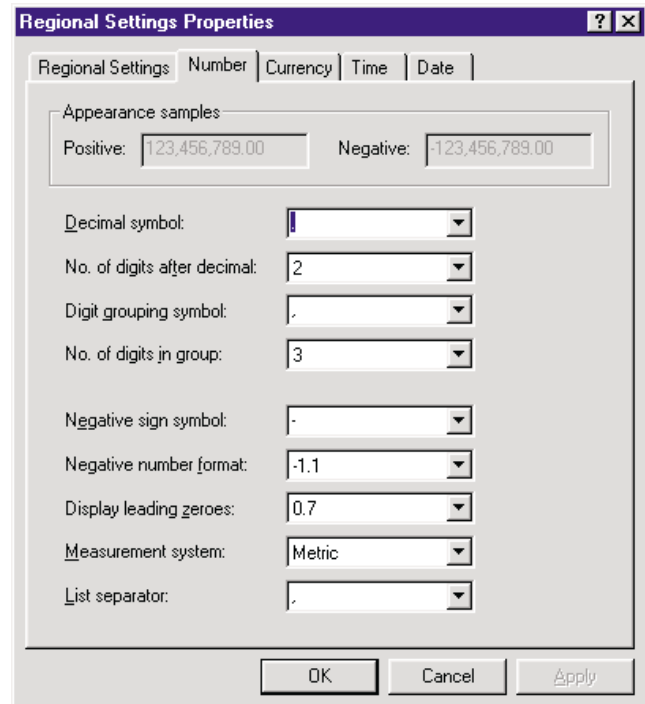 Regional Settings Properties ? ×
Regional Settings Number Currency Time Date
Appearance samples
Positive: 123,456,789.00 Negative: -123,456,789.00
Decimal symbol: .
No. of digits after decimal: 2
Digit grouping symbol: ,
No. of digits in group: 3
Negative sign symbol: -
Negative number format: -1.1
Display leading zeroes: 0.7
Measurement system: Metric
List separator: ,
OK Cancel Apply